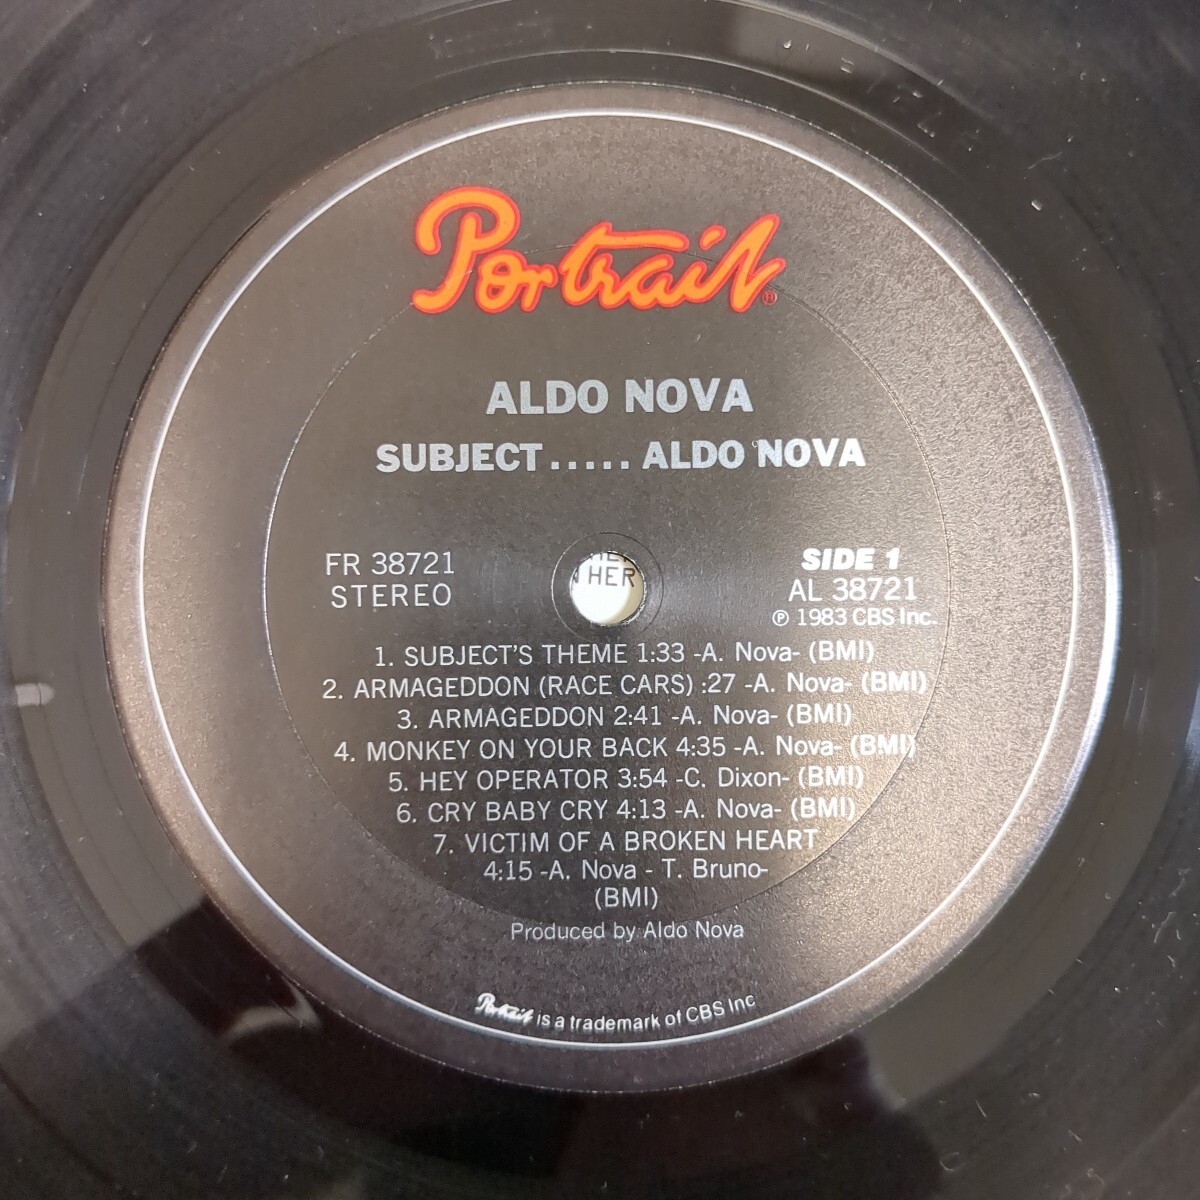 Portrait®
ALDO NOVA
SUBJECT ..... ALDO NOVA
FR 38721
STEREO
SIDE 1
AL 38721
℗ 1983 CBS Inc.
HER
1. SUBJECT'S THEME 1:33 -A. Nova- (BMI)
2. ARMAGEDDON (RACE CARS) :27 -A. Nova- (BMI)
3. ARMAGEDDON 2:41 -A. Nova- (BMI)
4. MONKEY ON YOUR BACK 4:35 -A. Nova- (BMI)
5. HEY OPERATOR 3:54 -C. Dixon- (BMI)
6. CRY BABY CRY 4:13 -A. Nova- (BMI)
7. VICTIM OF A BROKEN HEART
4:15 -A. Nova - T. Bruno-
(BMI)
Produced by Aldo Nova
Portrait is a trademark of CBS Inc